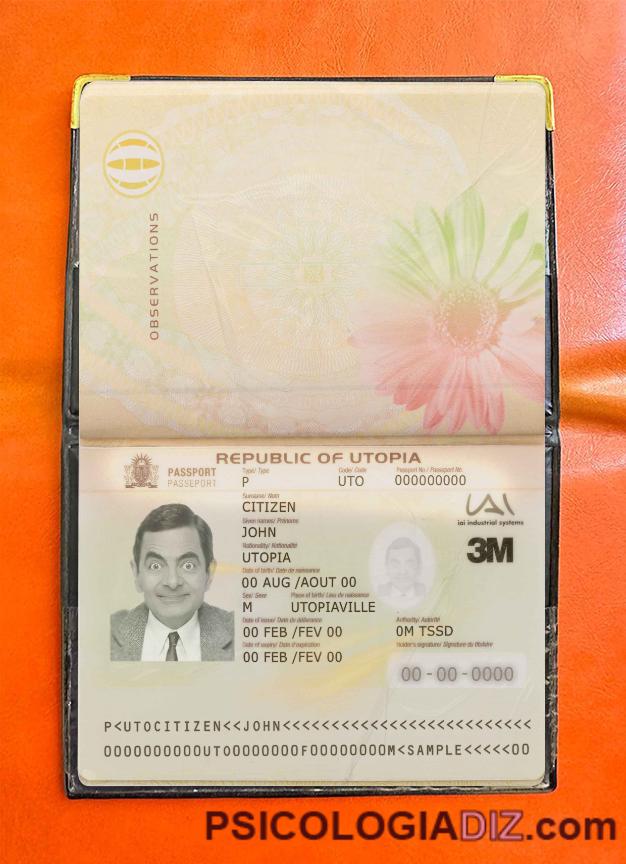 OBSERVATIONS
REPUBLIC OF UTOPIA
PASSPORT
PASSEPORT
Type/ Type
Code/ Code
Passport No./ Passeport No.
P
UTO
000000000
Surname/ Nom
CITIZEN
Given names/ Prénoms
JOHN
Nationality/ Nationalité
UTOPIA
Date of birth/ Date de naissance
00 AUG /AOUT 00
Sex/ Sexe
Place of birth/ Lieu de naissance
M
UTOPIAVILLE
Date of issue/ Date de délivrance
00 FEB /FEV 00
Date of expiry/ Date d'expiration
00 FEB /FEV 00
IAI
iai industrial systems
3M
Authority/ Autorité
0M TSSD
Holder's signature/ Signature du titulaire
00-00-0000
P<UTOCITIZEN<<JOHN<<<<<<<<<<<<<<<<<<<<<<<<<<
0000000000UTO0000000F00000000M<SAMPLE<<<<<00
PSICOLOGIADIZ.com